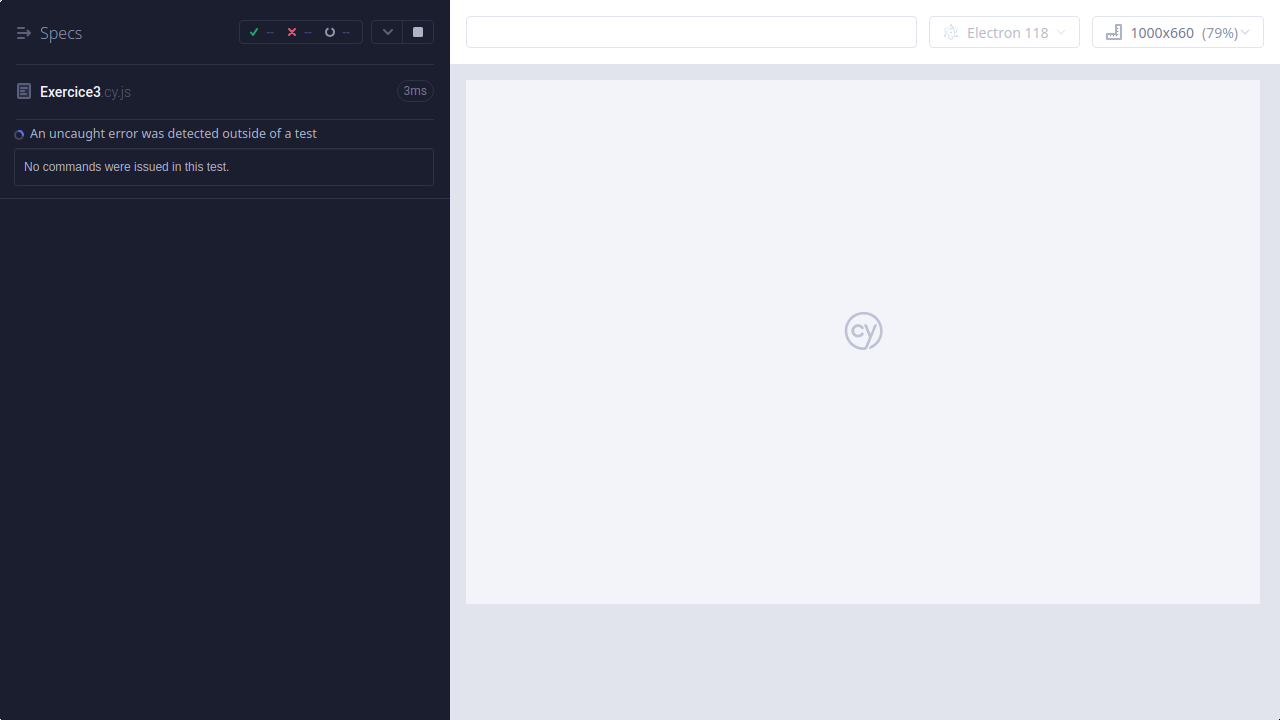 Specs
--
--
--
Electron 118
1000x660 (79%)
Exercice3.cy.js
3ms
An uncaught error was detected outside of a test
No commands were issued in this test.
cy